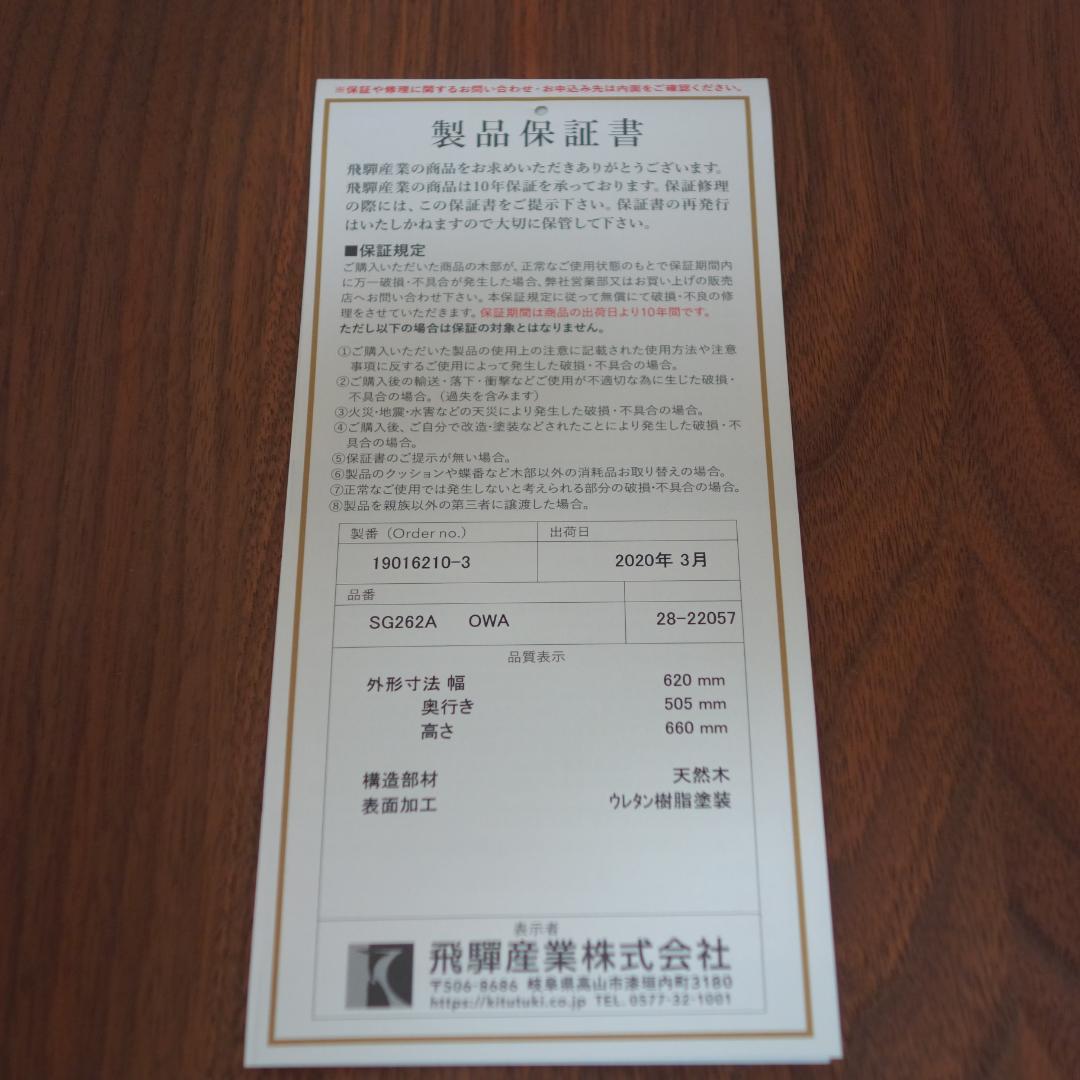 ※保証や修理に関するお問い合わせ・お申込み先は内面をご確認ください。
製品保証書
飛騨産業の商品をお求めいただきありがとうございます。
飛騨産業の商品は10年保証を承っております。保証修理
の際には、この保証書をご提示下さい。保証書の再発行
はいたしかねますので大切に保管して下さい。
■保証規定
ご購入いただいた商品の木部が、正常なご使用状態のもとで保証期間内
に万一破損・不具合が発生した場合、弊社営業部又はお買い上げの販売
店へお問い合わせ下さい。本保証規定に従って無償にて破損・不良の修
理をさせていただきます。保証期間は商品の出荷日より10年間です。
ただし以下の場合は保証の対象とはなりません。
①ご購入いただいた製品の使用上の注意に記載された使用方法や注意
事項に反するご使用によって発生した破損・不具合の場合。
②ご購入後の輸送・落下・衝撃などご使用が不適切な為に生じた破損・
不具合の場合。（過失を含みます）
③火災・地震・水害などの天災により発生した破損・不具合の場合。
④ご購入後、ご自分で改造・塗装などされたことにより発生した破損・不
具合の場合。
⑤保証書のご提示が無い場合。
⑥製品のクッションや蝶番など木部以外の消耗品お取り替えの場合。
⑦正常なご使用では発生しないと考えられる部分の破損・不具合の場合。
⑧製品を親族以外の第三者に譲渡した場合。
製番（Order no.） 出荷日
19016210-3 2020年 3月
品番
SG262A OWA 28-22057
品質表示
外形寸法 幅 620 mm
奥行き 505 mm
高さ 660 mm
構造部材 天然木
表面加工 ウレタン樹脂塗装
表示者
飛騨産業株式会社
〒506-8686 岐阜県高山市漆垣内町3180
https://kitutuki.co.jp TEL.0577-32-1001